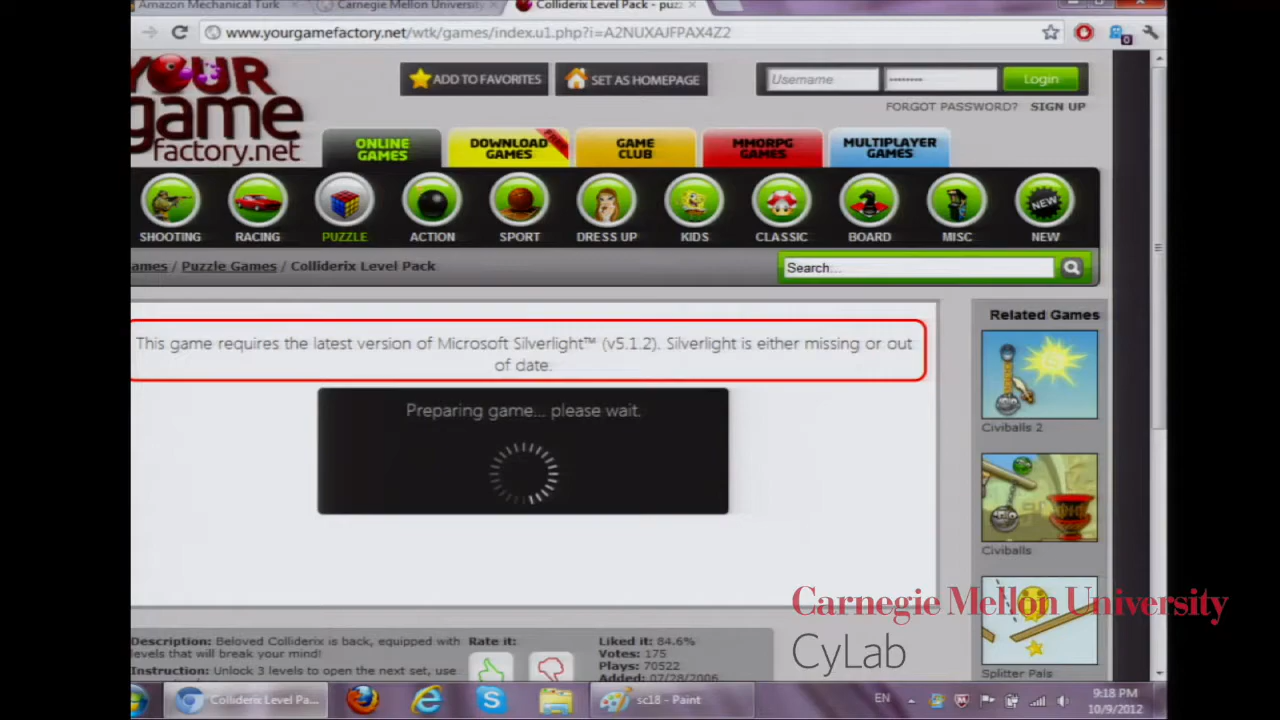 Amazon Mechanical Turk
Carnegie Mellon University
Colliderix Level Pack - puzz
www.yourgamefactory.net/wtk/games/index.u1.php?i=A2NUXAJFPAX4Z2
YOUR
game
factory.net
ADD TO FAVORITES
SET AS HOMEPAGE
Username
Login
FORGOT PASSWORD?
SIGN UP
ONLINE
GAMES
DOWNLOAD
GAMES
FREE
GAME
CLUB
MMORPG
GAMES
MULTIPLAYER
GAMES
SHOOTING
RACING
PUZZLE
ACTION
SPORT
DRESS UP
KIDS
CLASSIC
BOARD
MISC
NEW
NEW
ames / Puzzle Games / Colliderix Level Pack
Search...
This game requires the latest version of Microsoft Silverlight™ (v5.1.2). Silverlight is either missing or out
of date.
Preparing game... please wait.
Related Games
Civiballs 2
Civiballs
Splitter Pals
Description: Beloved Colliderix is back, equipped with
levels that will break your mind!
Instruction: Unlock 3 levels to open the next set, use
Rate it:
Liked it: 84.6%
Votes: 175
Plays: 70522
Added: 07/28/2006
Carnegie Mellon University
CyLab
Colliderix Level Pa...
sc18 - Paint
EN
9:18 PM
10/9/2012